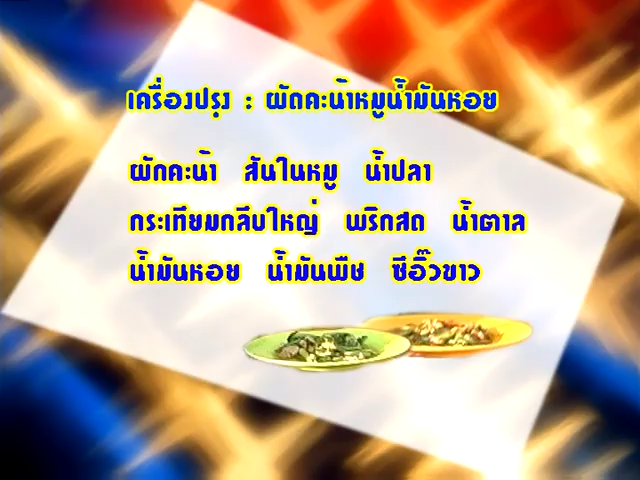 เครื่องปรุง : ผัดคะน้าหมูน้ำมันหอย
ผักคะน้า สันในหมู น้ำปลา
กระเทียมกลีบใหญ่ พริกสด น้ำตาล
น้ำมันหอย น้ำมันพืช ซีอิ๊วขาว